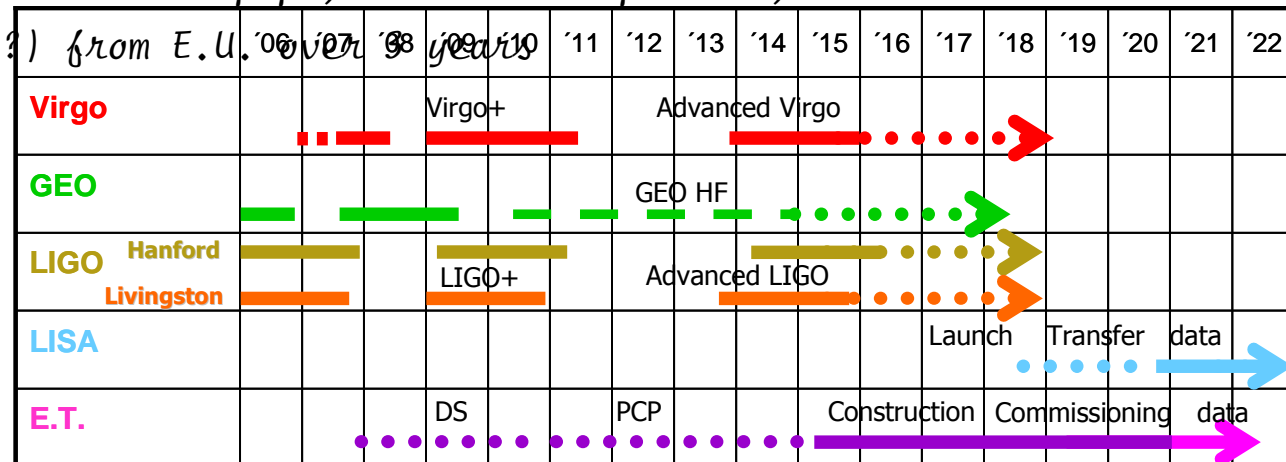 ?) from E.U. over 3 years
´06 ´07 ´08 ´09 ´10 ´11 ´12 ´13 ´14 ´15 ´16 ´17 ´18 ´19 ´20 ´21 ´22
Virgo Virgo+ Advanced Virgo
GEO GEO HF
LIGO Hanford
LIGO+ Advanced LIGO
Livingston
LISA Launch Transfer data
E.T. DS PCP Construction Commissioning data